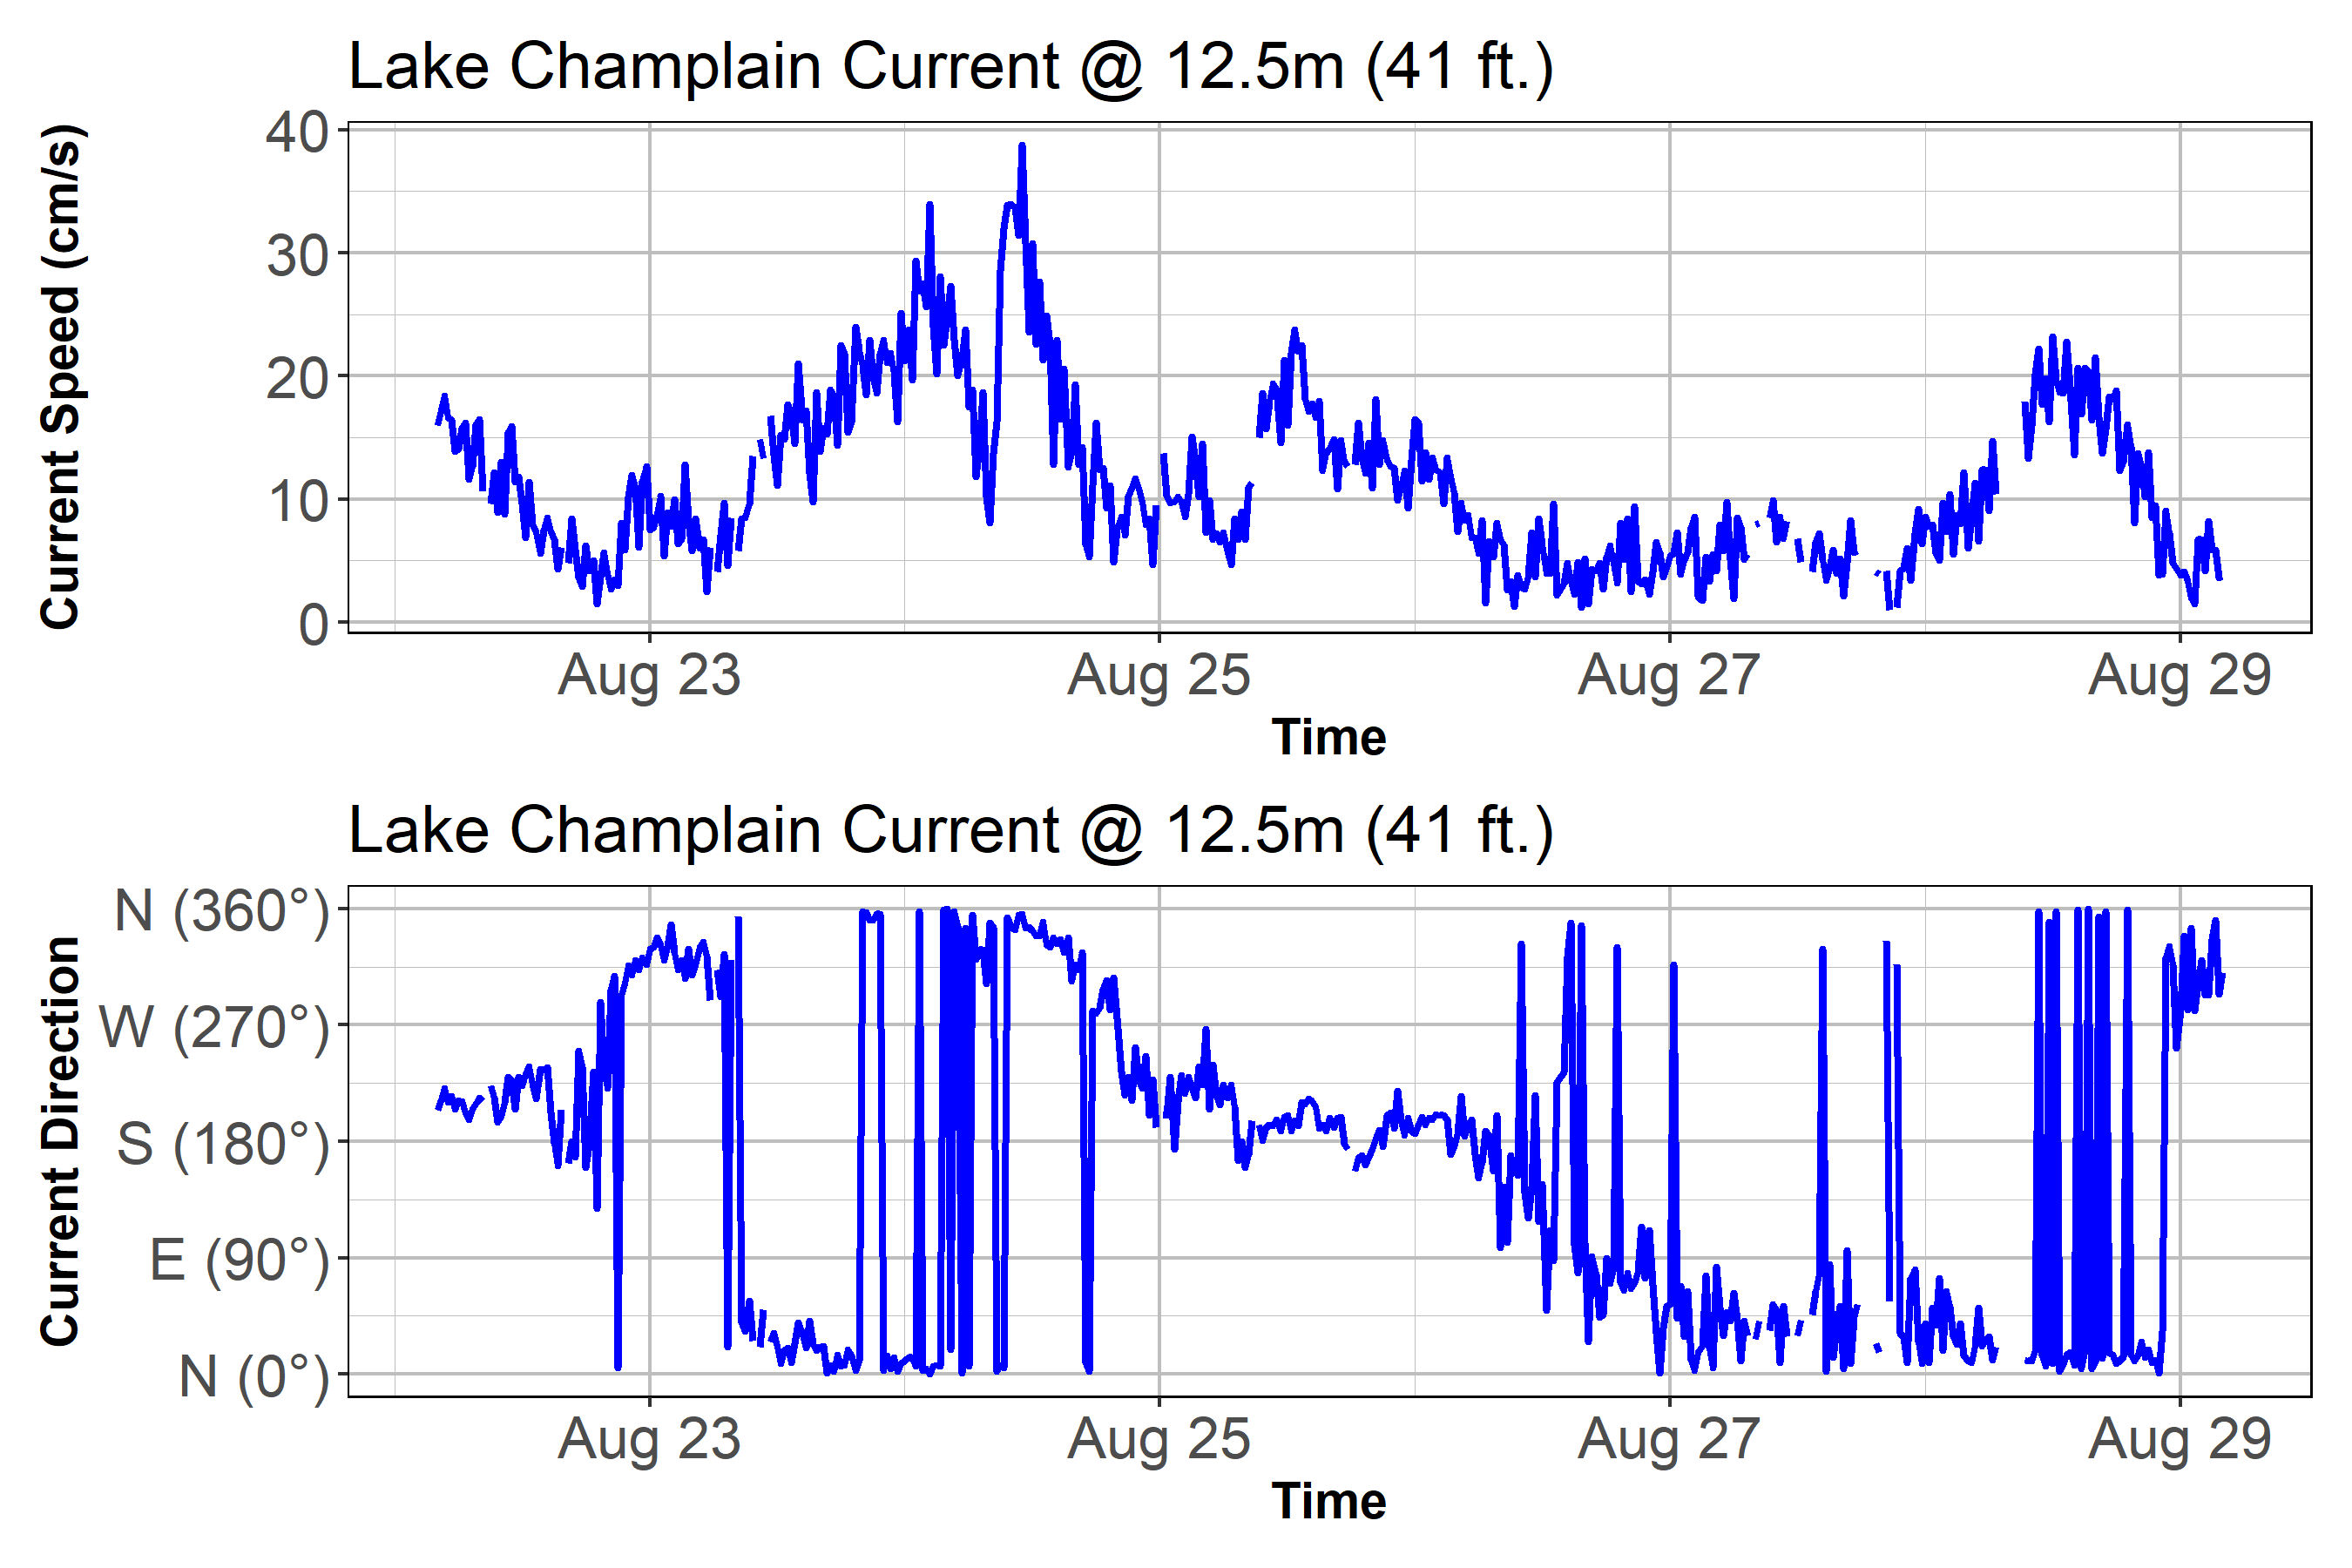 Lake Champlain Current @ 12.5m (41 ft.)
Current Speed (cm/s)
40
30
20
10
0
Aug 23 Aug 25 Aug 27 Aug 29
Time
Lake Champlain Current @ 12.5m (41 ft.)
Current Direction
N (360°)
W (270°)
S (180°)
E (90°)
N (0°)
Aug 23 Aug 25 Aug 27 Aug 29
Time